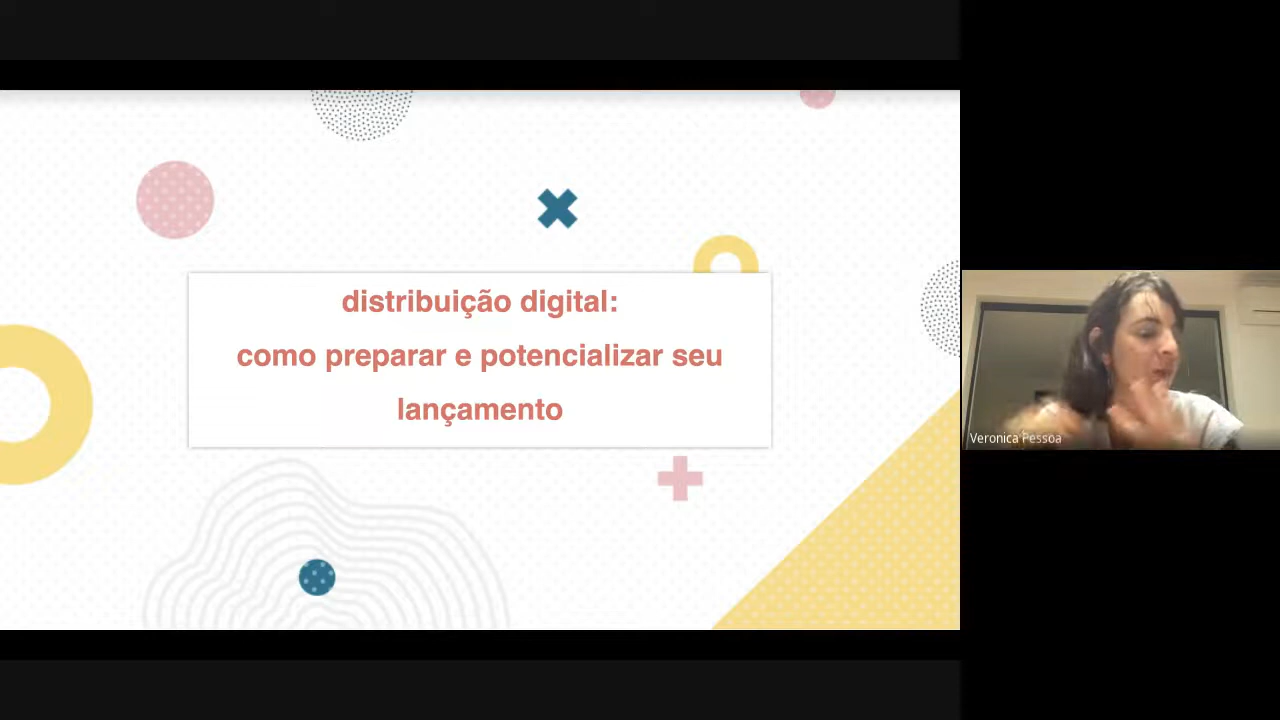 distribuição digital:
como preparar e potencializar seu
lançamento
Veronica Pessoa